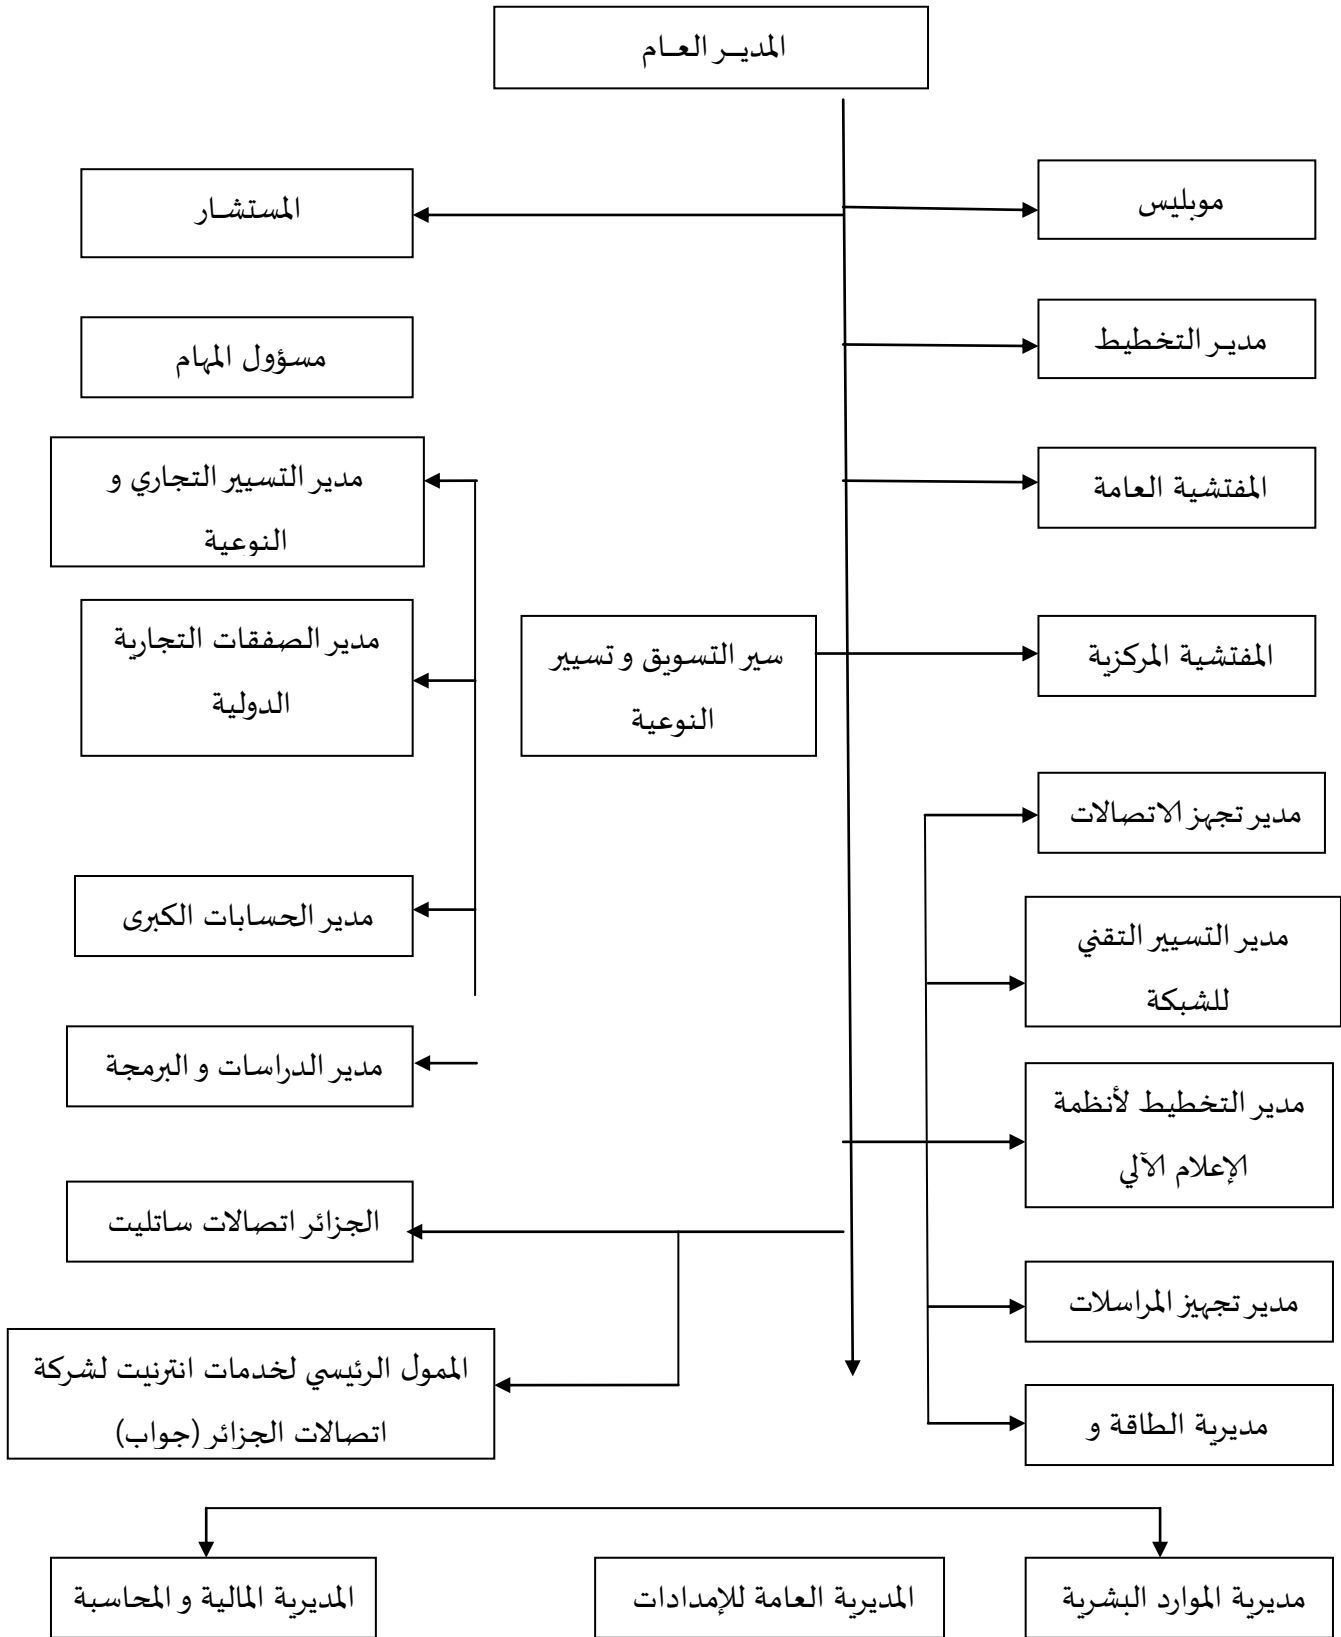 المديــر العــام
موبليس
المستشــار
مديـر التخطيط
مسؤول المهام
المفتشية العامة
مدير التسيير التجاري و
النوعية
المفتشية المركزية
سير التسويق و تسيير
النوعية
مدير الصفقات التجارية
الدولية
مدير تجهز الاتصالات
مدير الحسابات الكبرى
مدير التسيير التقني
للشبكة
مدير الدراسات و البرمجة
مدير التخطيط لأنظمة
الإعلام الآلي
الجزائر اتصالات ساتليت
مدير تجهيز المراسلات
الممول الرئيسي لخدمات انترنيت لشركة
اتصالات الجزائر (جواب)
مديرية الطاقة و
مديرية الموارد البشرية
المديرية العامة للإمدادات
المديرية المالية و المحاسبة